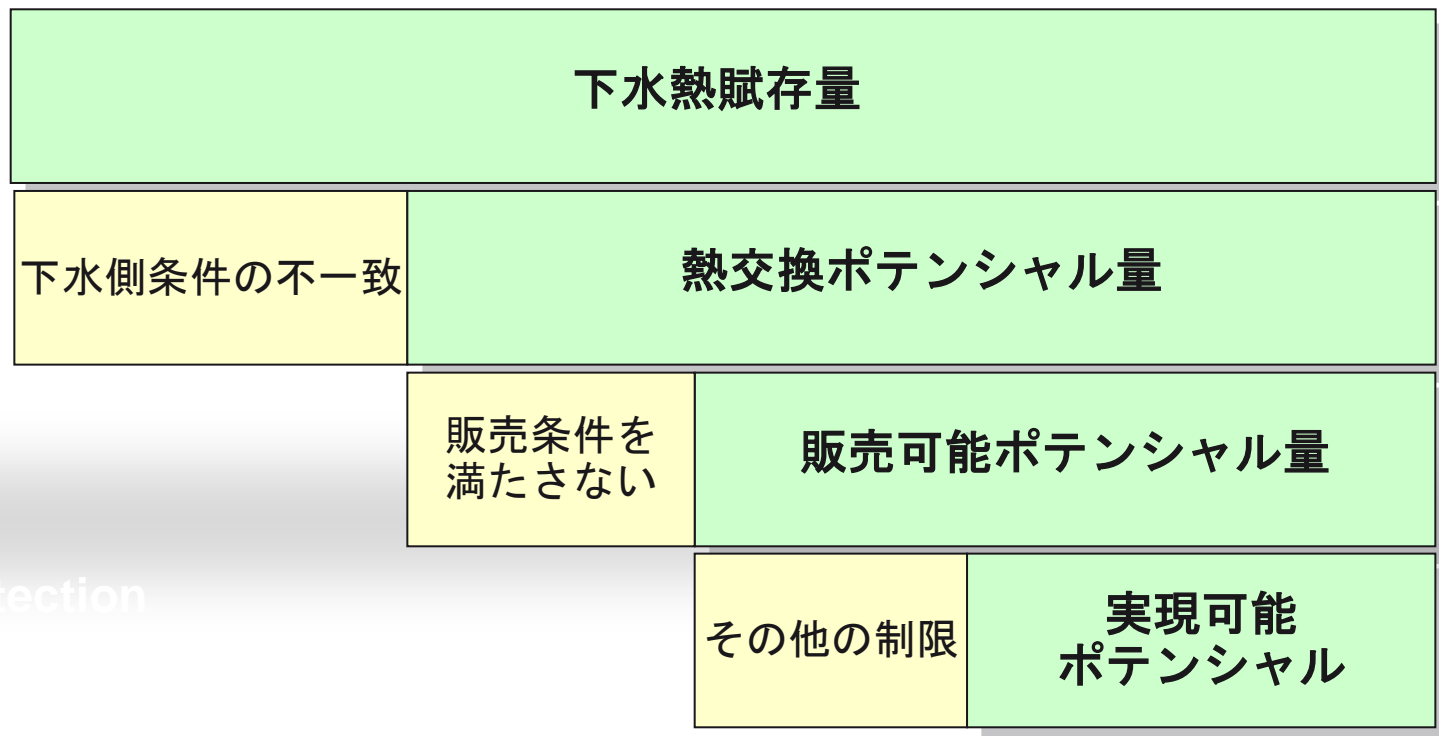 下水熱賦存量
下水側条件の不一致
熱交換ポテンシャル量
販売条件を
満たさない
販売可能ポテンシャル量
その他の制限
実現可能
ポテンシャル
tection